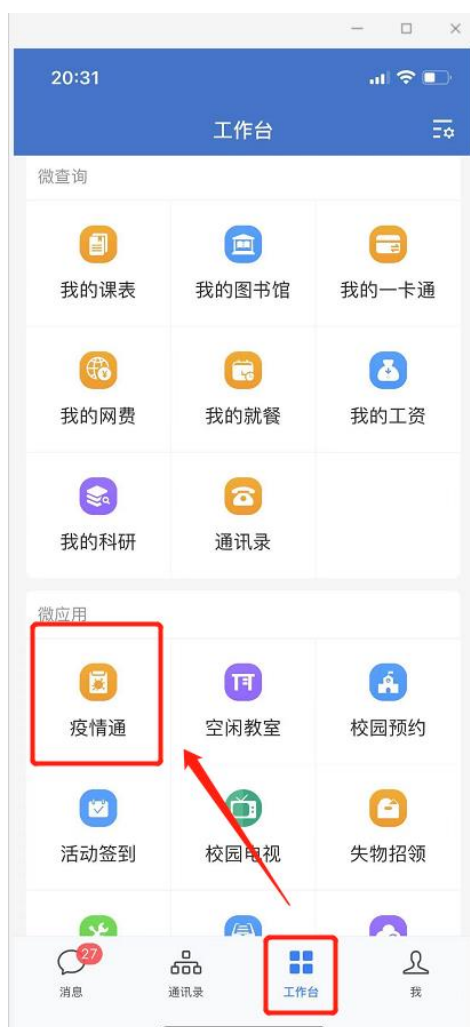 20:31
工作台
微查询
我的课表
我的图书馆
我的一卡通
我的网费
我的就餐
我的工资
我的科研
通讯录
微应用
疫情通
空闲教室
校园预约
活动签到
校园电视
失物招领
27
消息
通讯录
工作台
我